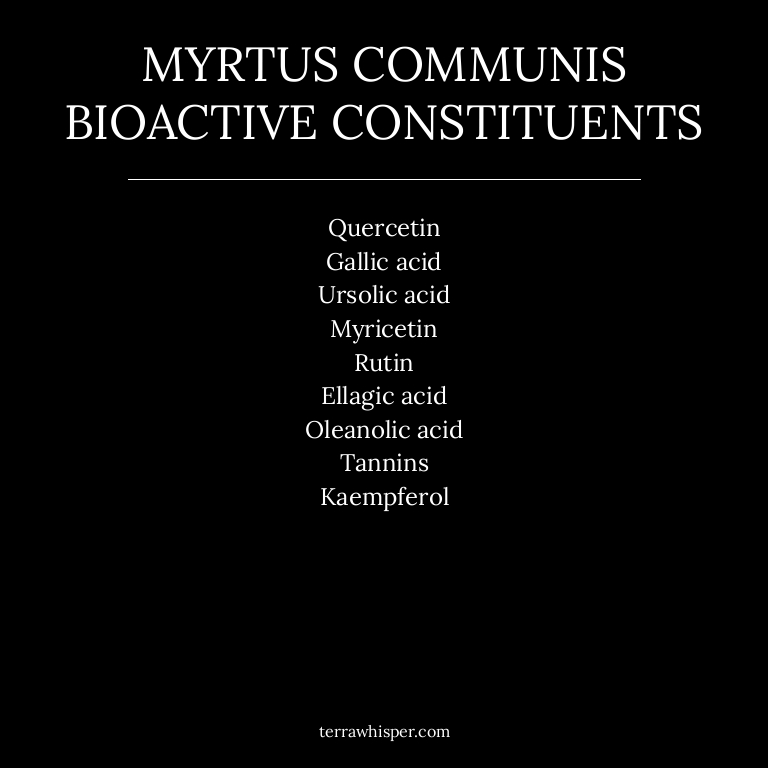 MYRTUS COMMUNIS
BIOACTIVE CONSTITUENTS
Quercetin
Gallic acid
Ursolic acid
Myricetin
Rutin
Ellagic acid
Oleanolic acid
Tannins
Kaempferol
terrawhisper.com